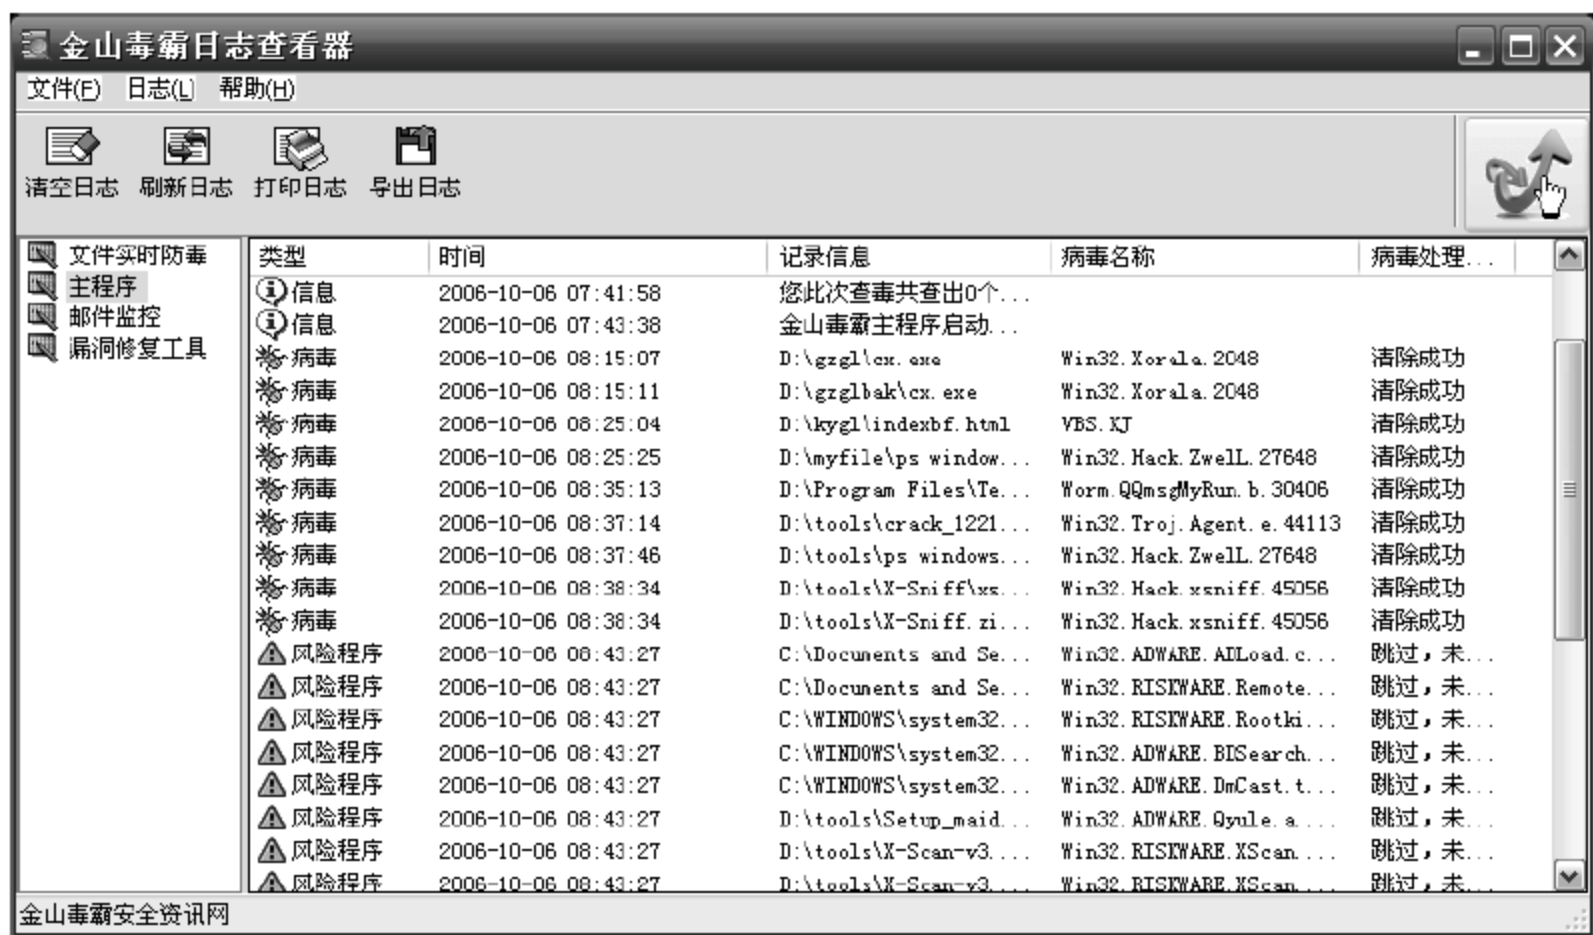 金山毒霸日志查看器
文件(F) 日志(L) 帮助(H)
清空日志 刷新日志 打印日志 导出日志
文件实时防毒
主程序
邮件监控
漏洞修复工具
类型 时间 记录信息 病毒名称 病毒处理...
信息 2006-10-06 07:41:58 您此次查毒共查出0个...
信息 2006-10-06 07:43:38 金山毒霸主程序启动...
病毒 2006-10-06 08:15:07 D:\gzgl\cx.exe Win32.Xorala.2048 清除成功
病毒 2006-10-06 08:15:11 D:\gzglbak\cx.exe Win32.Xorala.2048 清除成功
病毒 2006-10-06 08:25:04 D:\kygl\indexbf.html VBS.KJ 清除成功
病毒 2006-10-06 08:25:25 D:\myfile\ps window... Win32.Hack.ZwelL.27648 清除成功
病毒 2006-10-06 08:35:13 D:\Program Files\Te... Worm.QQmsgMyRun.b.30406 清除成功
病毒 2006-10-06 08:37:14 D:\tools\crack_1221... Win32.Troj.Agent.e.44113 清除成功
病毒 2006-10-06 08:37:46 D:\tools\ps windows... Win32.Hack.ZwelL.27648 清除成功
病毒 2006-10-06 08:38:34 D:\tools\X-Sniff\xs... Win32.Hack.xsniff.45056 清除成功
病毒 2006-10-06 08:38:34 D:\tools\X-Sniff.zi... Win32.Hack.xsniff.45056 清除成功
风险程序 2006-10-06 08:43:27 C:\Documents and Se... Win32.ADWARE.ADLoad.c... 跳过，未...
风险程序 2006-10-06 08:43:27 C:\Documents and Se... Win32.RISKWARE.Remote... 跳过，未...
风险程序 2006-10-06 08:43:27 C:\WINDOWS\system32... Win32.RISKWARE.Rootki... 跳过，未...
风险程序 2006-10-06 08:43:27 C:\WINDOWS\system32... Win32.ADWARE.BDSearch... 跳过，未...
风险程序 2006-10-06 08:43:27 C:\WINDOWS\system32... Win32.ADWARE.DmCast.t... 跳过，未...
风险程序 2006-10-06 08:43:27 D:\tools\Setup_maid... Win32.ADWARE.Qyule.a.... 跳过，未...
风险程序 2006-10-06 08:43:27 D:\tools\X-Scan-v3.... Win32.RISKWARE.XScan.... 跳过，未...
风险程序 2006-10-06 08:43:27 D:\tools\X-Scan-v3.... Win32.RISKWARE.XScan.... 跳过，未...
金山毒霸安全资讯网